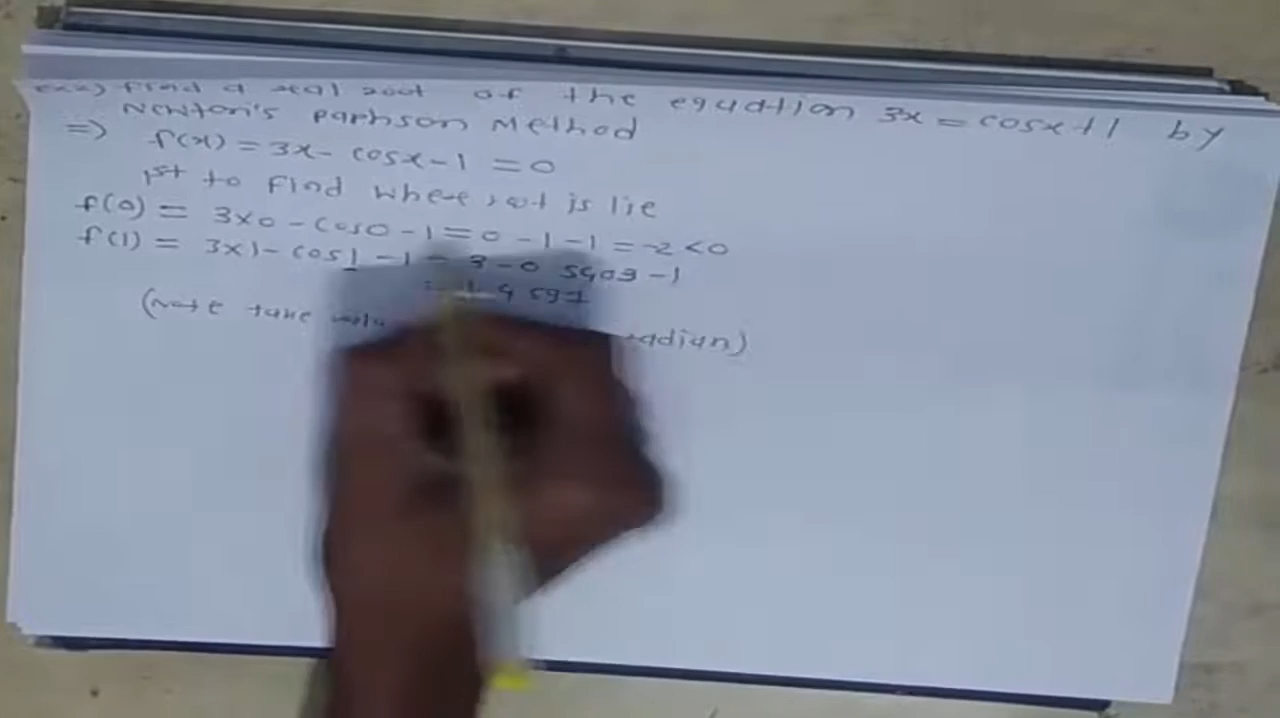 Find a real root of the equation 3x = cosx+1 by
Newton's Raphson Method
=> f(x) = 3x - cosx - 1 = 0
1st to find where root is lie
f(0) = 3x0 - cos0 - 1 = 0 - 1 - 1 = -2 < 0
f(1) = 3x1 - cos1 - 1 = 3 - 0 5403 - 1
4597
(Note take radian)